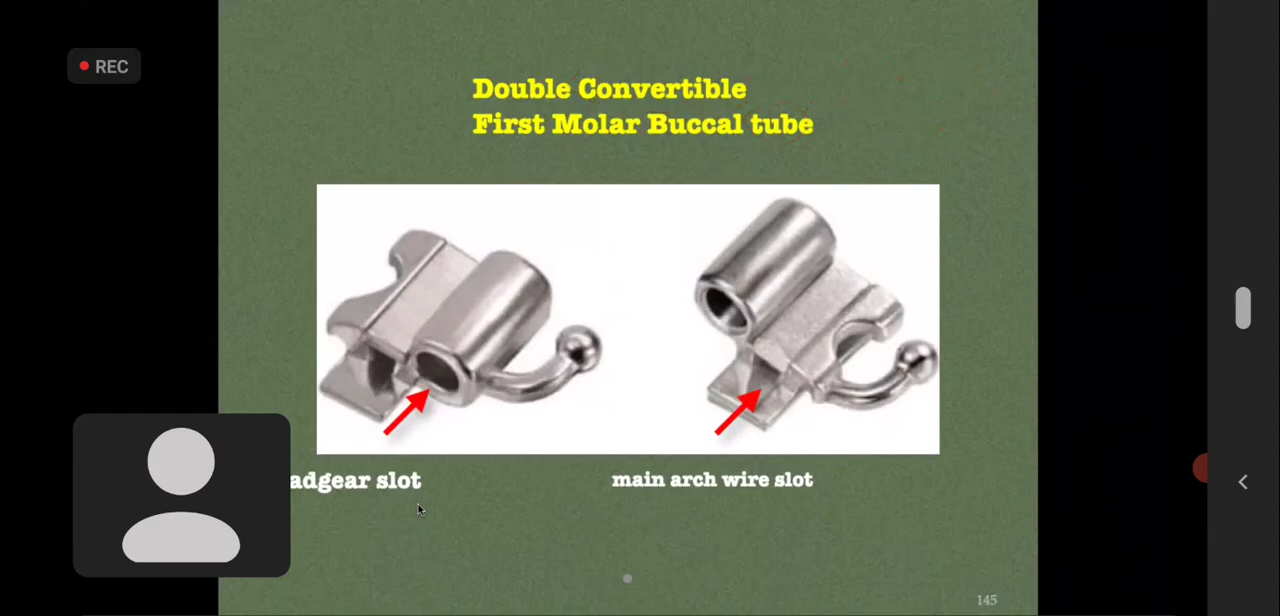 REC
Double Convertible
First Molar Buccal tube
adgear slot
main arch wire slot
145